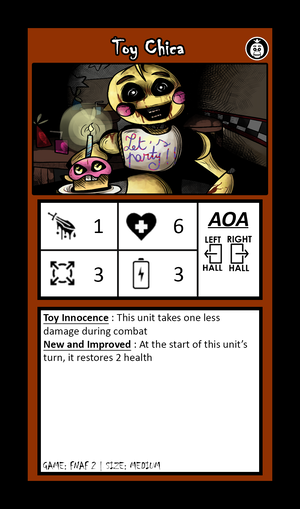 Toy Chica
Let's
party!!
1
6
AOA
LEFT RIGHT
HALL HALL
3
3
Toy Innocence : This unit takes one less
damage during combat
New and Improved : At the start of this unit's
turn, it restores 2 health
GAME: FNAF 2 | SIZE: MEDIUM